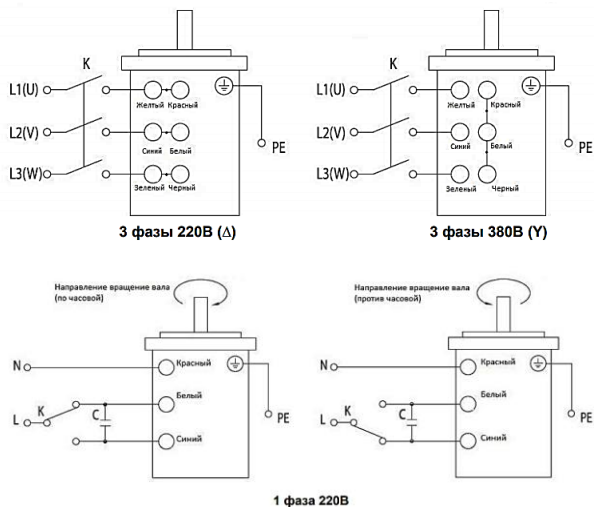 K
L1(U)
Желтый Красный
L2(V)
Синий Белый
PE
L3(W)
Зеленый Черный
3 фазы 220В (Δ)
K
L1(U)
Желтый
Красный
L2(V)
Синий
Белый
PE
L3(W)
Зеленый
Черный
3 фазы 380В (Y)
Направление вращение вала
(по часовой)
N
Красный
Белый
L K C
PE
Синий
Направление вращение вала
(против часовой)
N
Красный
Белый
L K C
PE
Синий
1 фаза 220В